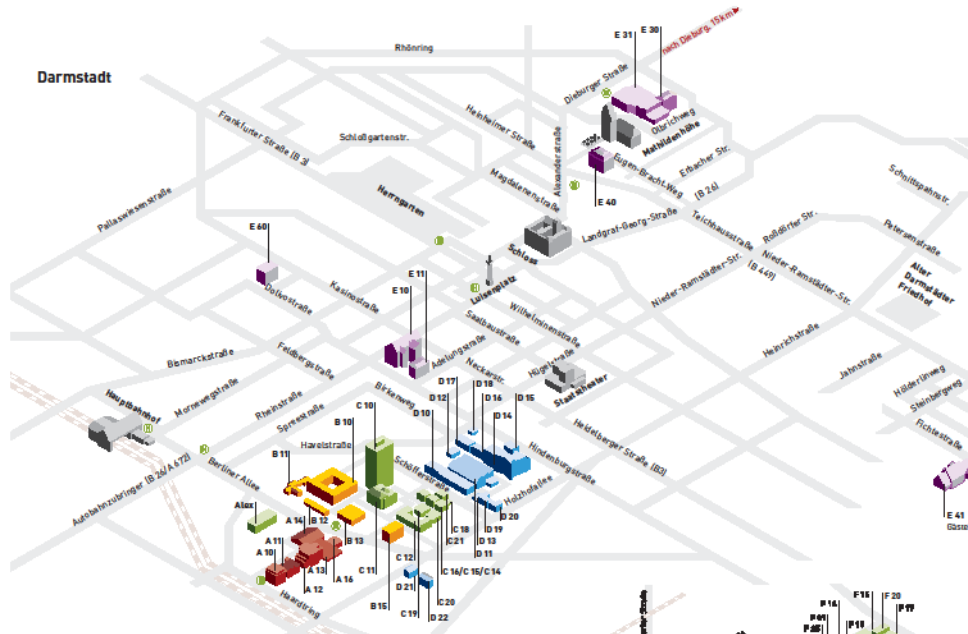 Darmstadt
nach Dieburg, 15 km
E 31
E 30
Rhönring
Dieburger Straße
Frankfurter Straße (B 3)
Schloßgartenstr.
Heinheimer Straße
Alexanderstraße
Olbrichweg
Mathildenhöhe
Eugen-Bracht-Weg
Erbacher Str.
(B 26)
E 40
Magdalenenstraße
Herrngarten
Pallaswiesenstraße
Schnittspahnstr.
Landgraf-Georg-Straße
Teichhausstraße
Roßdörfer Str.
Petersenstraße
E 60
Schloss
Luisenplatz
E 11
E 10
Dolivostraße
Kasinostraße
Nieder-Ramstädter-Str.
(B 449)
Nieder-Ramstädter-Str.
Alter
Darmstädter
Friedhof
Wilhelminenstraße
Saalbaustraße
Adelungstraße
Hügelstraße
Heinrichstraße
Jahnstraße
Bismarckstraße
Feldbergstraße
Neckarstr.
Staatstheater
Hölderlinweg
Steinbergweg
Fichtestraße
Hauptbahnhof
Mornewegstraße
Rheinstraße
Spreestraße
Birkenweg
D 17
D 18
D 12
D 16
D 15
D 10
D 14
C 10
B 10
Havelstraße
Schöfferstraße
Heidelberger Straße (B3)
Hindenburgstraße
Holzhofallee
B 11
Berliner Allee
Autobahnzubringer (B 26/A 672)
Alex
A 14
B 12
A 11
A 10
A 13
B 13
A 12
A 16
C 11
B 15
C 12
D 21
C 19
D 22
C 20
C 16/C 15/C 14
C 21
C 18
D 11
D 13
D 19
D 20
Haardtring
E 41
F 15
F 20